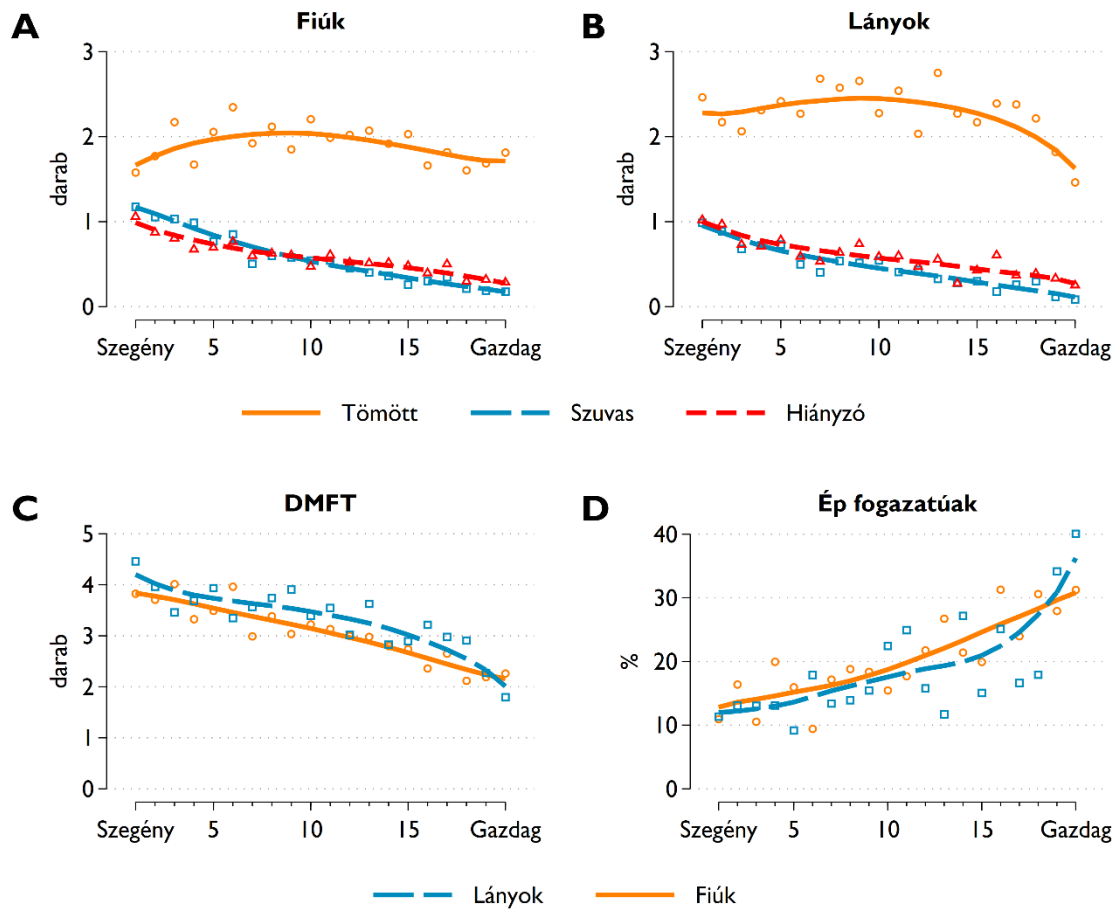 A
Fiúk
darab
3
2
1
0
Szegény 5 10 15 Gazdag
B
Lányok
darab
3
2
1
0
Szegény 5 10 15 Gazdag
Tömött Szuvas Hiányzó
C
DMFT
darab
5
4
3
2
1
0
Szegény 5 10 15 Gazdag
D
Ép fogazatúak
%
40
30
20
10
0
Szegény 5 10 15 Gazdag
Lányok Fiúk